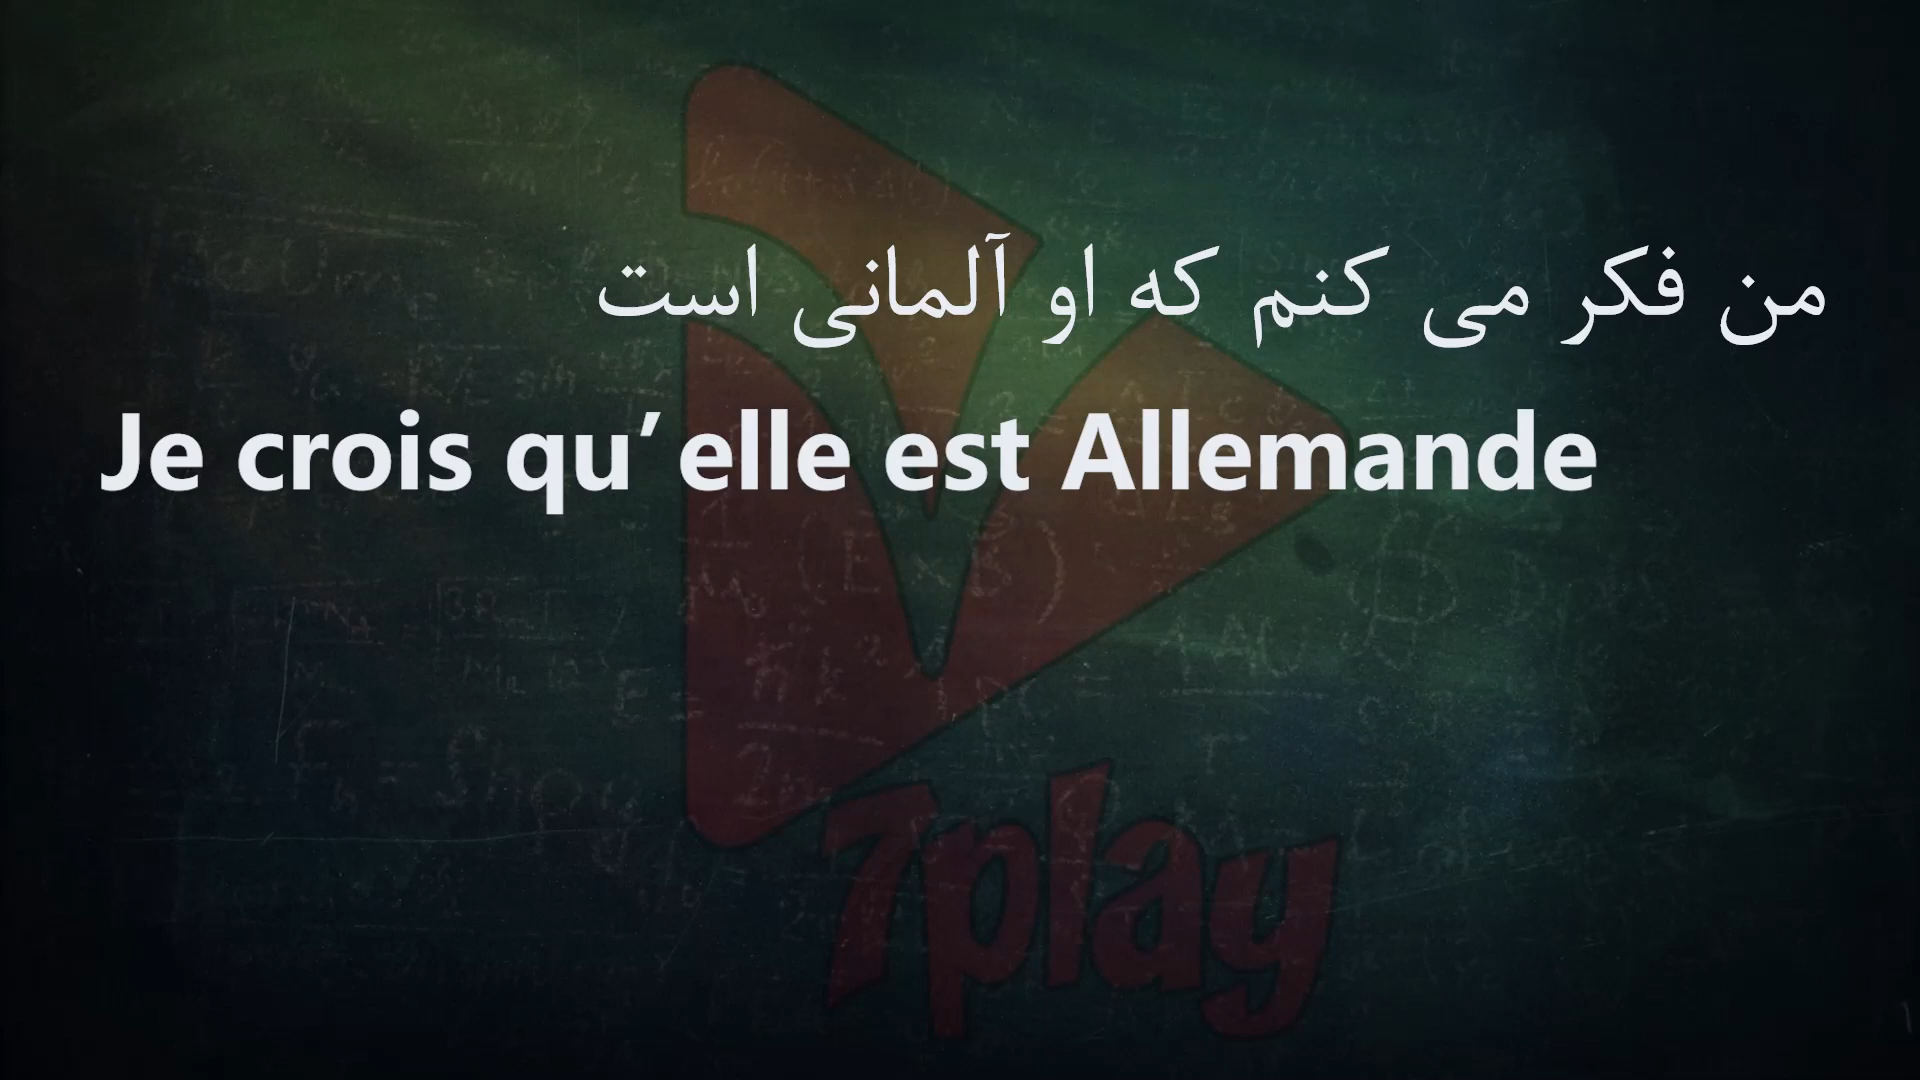 من فکر می کنم که او آلمانی است
Je crois qu’elle est Allemande
7play